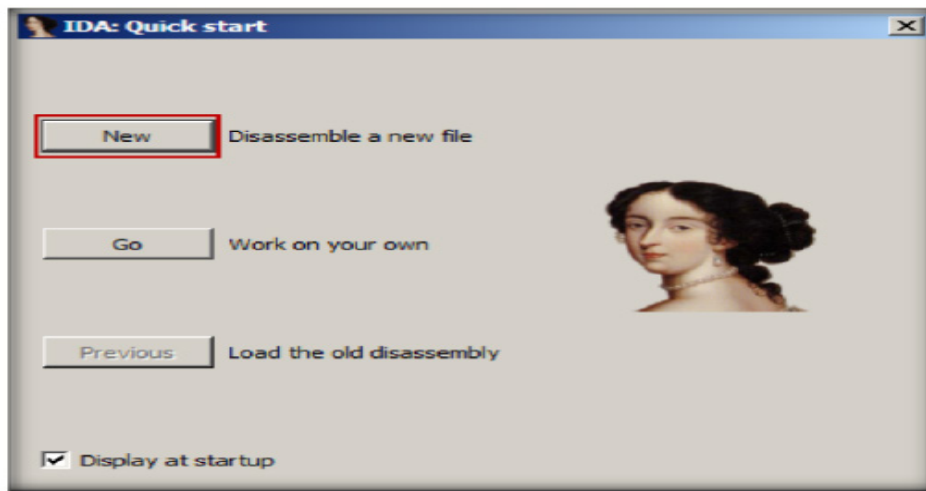 IDA: Quick start
New Disassemble a new file
Go Work on your own
Previous Load the old disassembly
Display at startup